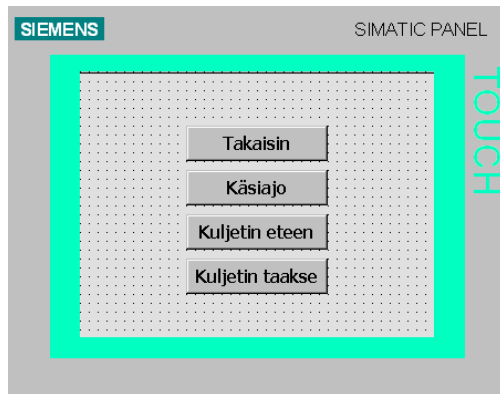 SIEMENS SIMATIC PANEL
TOUCH
Takaisin
Käsiajo
Kuljetin eteen
Kuljetin taakse